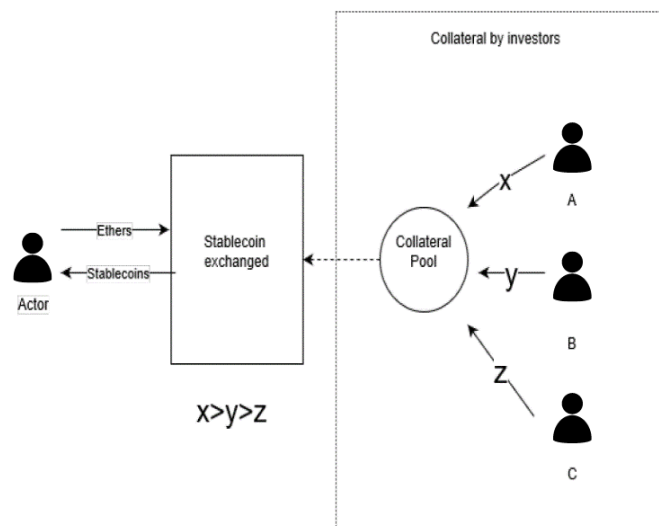 Collateral by investors
x
A
Ethers
Stablecoin
exchanged
Collateral
Pool
Stablecoins
y
Actor
B
z
x>y>z
C